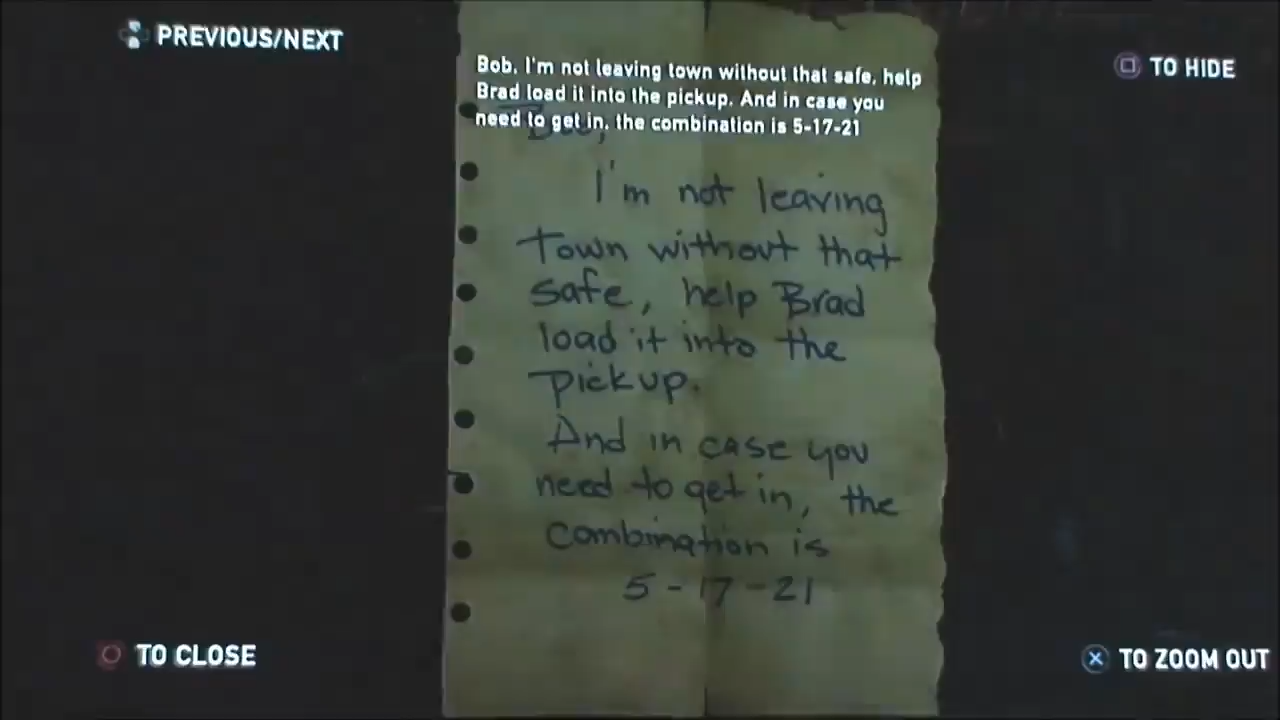 PREVIOUS/NEXT
TO HIDE
Bob, I'm not leaving town without that safe, help
Brad load it into the pickup. And in case you
need to get in, the combination is 5-17-21
Bob,
I'm not leaving
Town without that
safe, help Brad
load it into the
pickup.
And in case you
need to get in, the
combination is
5-17-21
TO CLOSE
TO ZOOM OUT